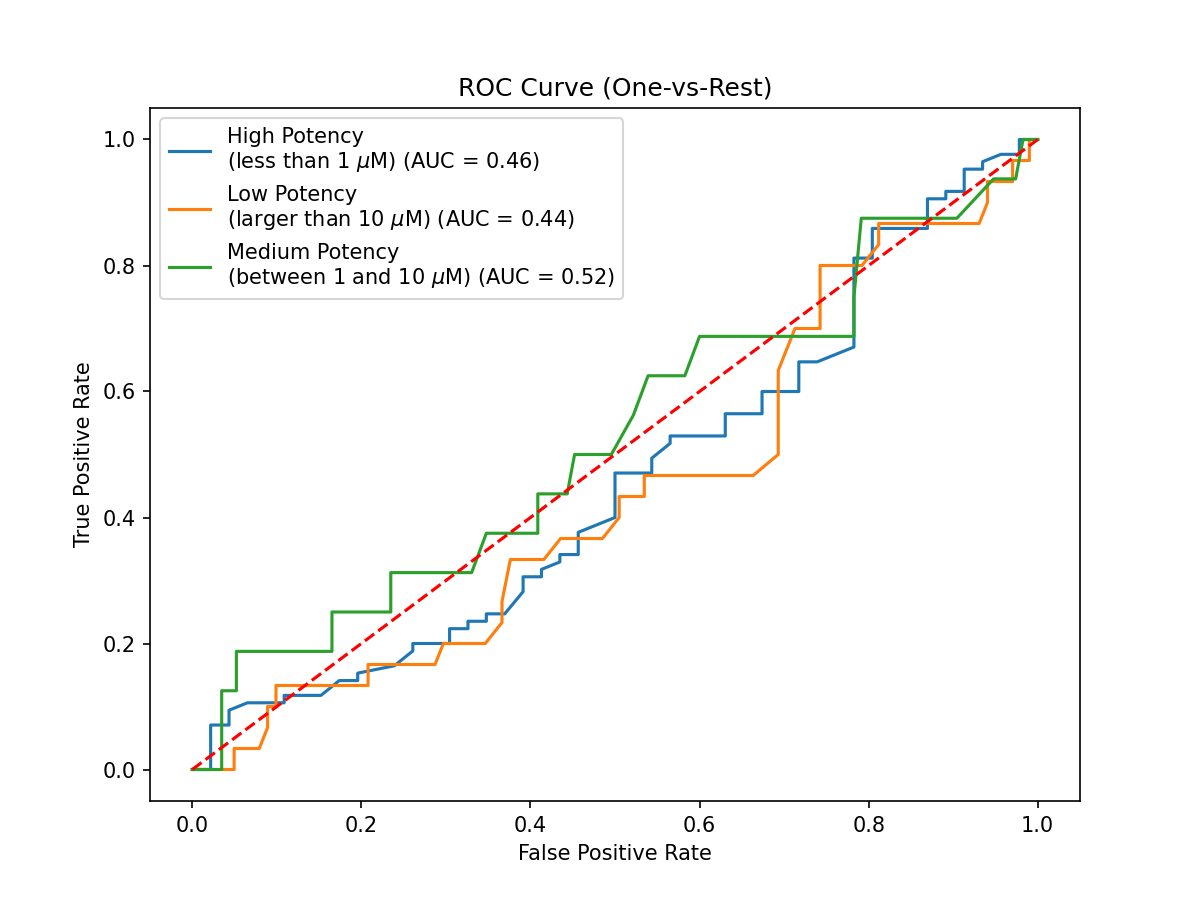 ROC Curve (One-vs-Rest)
High Potency
(less than 1 μM) (AUC = 0.46)
Low Potency
(larger than 10 μM) (AUC = 0.44)
Medium Potency
(between 1 and 10 μM) (AUC = 0.52)
True Positive Rate
1.0
0.8
0.6
0.4
0.2
0.0
0.0 0.2 0.4 0.6 0.8 1.0
False Positive Rate